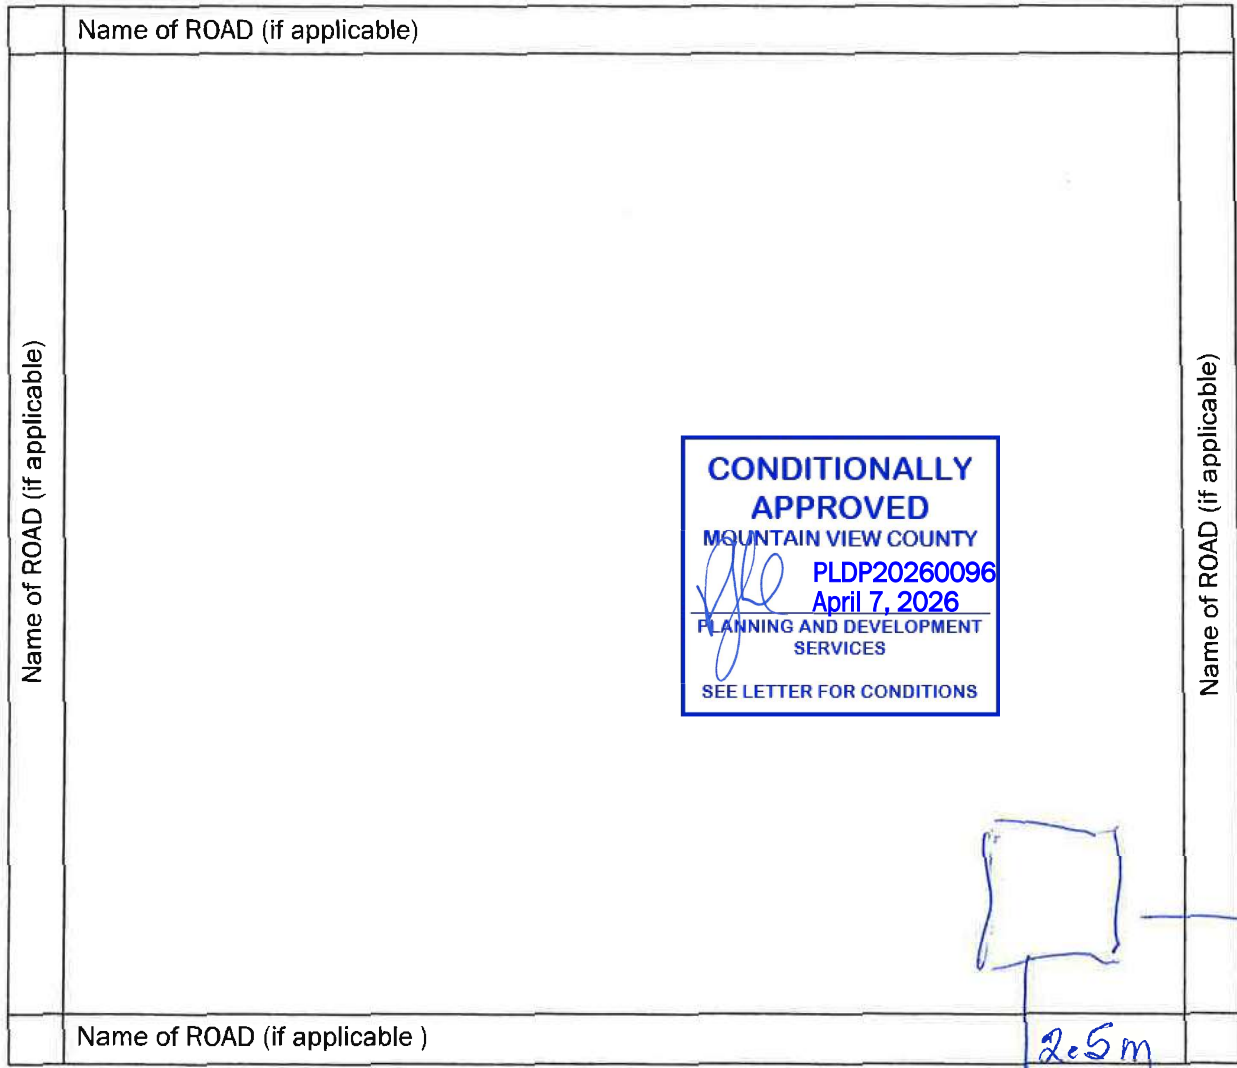 Name of ROAD (if applicable)
Name of ROAD (if applicable)
Name of ROAD (if applicable)
CONDITIONALLY
APPROVED
MOUNTAIN VIEW COUNTY
PLDP20260096
April 7, 2026
PLANNING AND DEVELOPMENT
SERVICES
SEE LETTER FOR CONDITIONS
Name of ROAD (if applicable )
2.5m